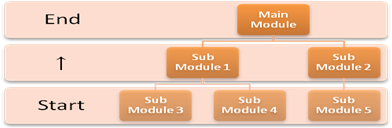 End
Main
Module
↑
Sub
Module 1
Sub
Module 2
Start
Sub
Module 3
Sub
Module 4
Sub
Module 5